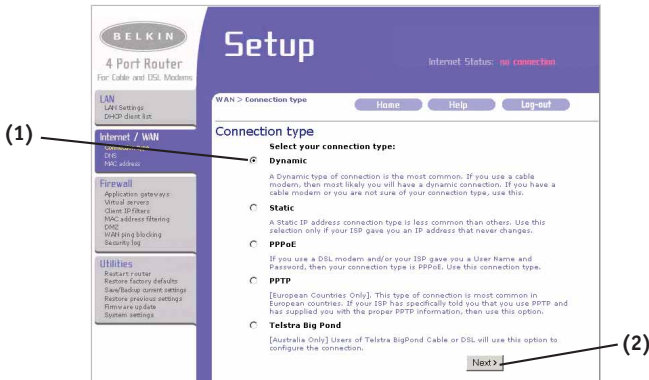 BELKIN
4 Port Router
For Cable and DSL Modems
Setup
Internet Status: no connection
LAN
LAN Settings
DHCP client list
Internet / WAN
Connection type
DNS
MAC address
Firewall
Application gateways
Virtual servers
Client IP filters
MAC address filtering
DMZ
WAN ping blocking
Security log
Utilities
Restart router
Restore factory defaults
Save/Backup current settings
Restore previous settings
Firmware update
System settings
WAN > Connection type
Home
Help
Log-out
(1)
Connection type
Select your connection type:
Dynamic
A Dynamic type of connection is the most common. If you use a cable
modem, then most likely you will have a dynamic connection. If you have a
cable modem or you are not sure of your connection type, use this.
Static
A Static IP address connection type is less common than others. Use this
selection only if your ISP gave you an IP address that never changes.
PPPoE
If you use a DSL modem and/or your ISP gave you a User Name and
Password, then your connection type is PPPoE. Use this connection type.
PPTP
[European Countries Only]. This type of connection is most common in
European countries. If your ISP has specifically told you that you use PPTP and
has supplied you with the proper PPTP information, then use this option.
Telstra Big Pond
[Australia Only] Users of Telstra BigPond Cable or DSL will use this option to
configure the connection.
Next >
(2)